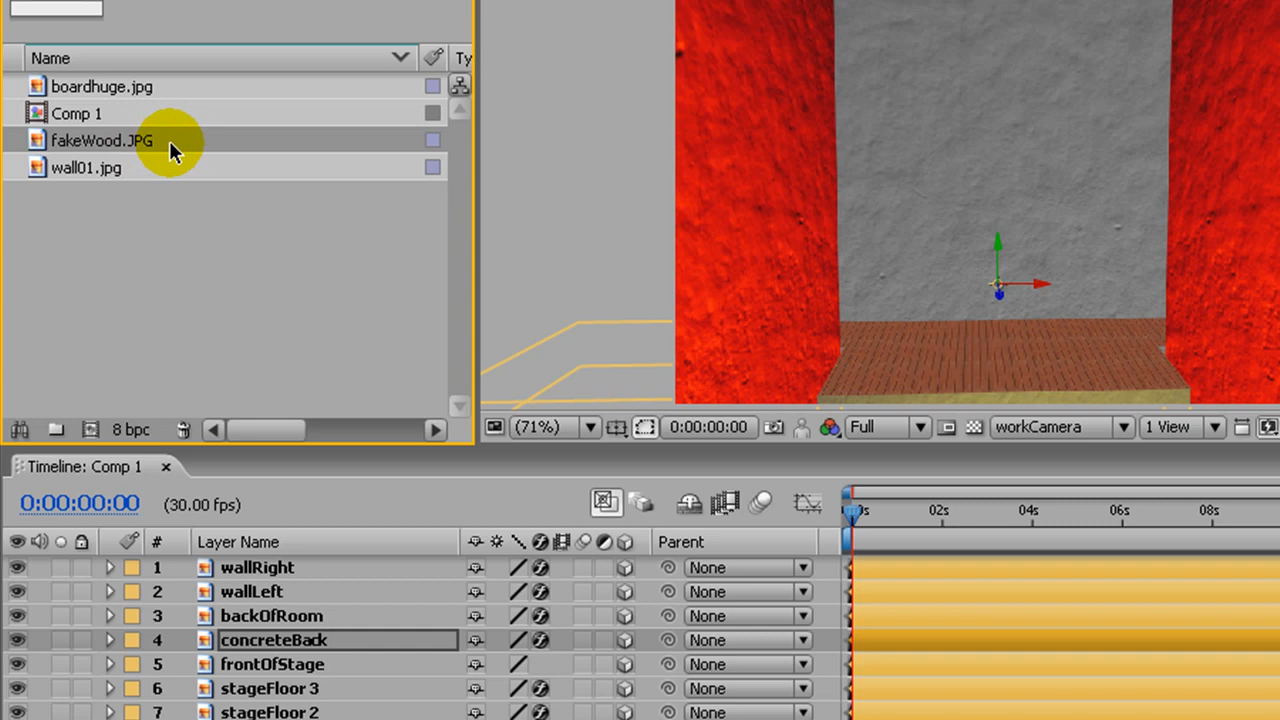 Name Ty
boardhuge.jpg
Comp 1
fakeWood.JPG
wall01.jpg
8 bpc (71%) 0:00:00:00 Full workCamera 1 View
Timeline: Comp 1 ×
0:00:00:00 (30.00 fps)
0s 02s 04s 06s 08s
# Layer Name Parent
1 wallRight None
2 wallLeft None
3 backOfRoom None
4 concreteBack None
5 frontOfStage None
6 stageFloor 3 None
7 stageFloor 2 None